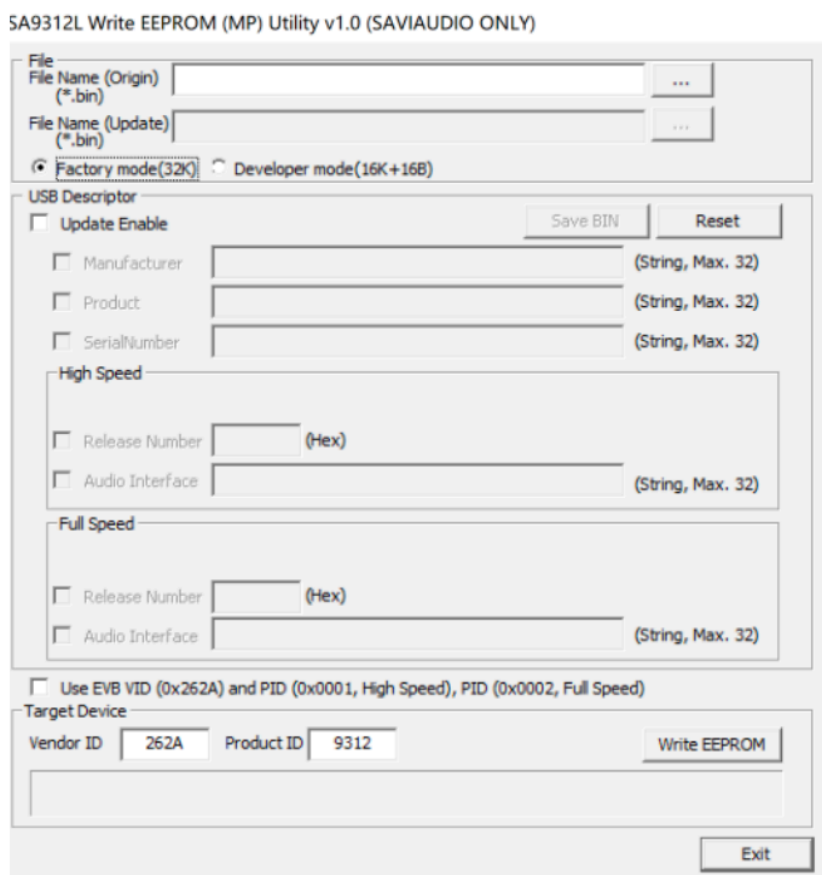 SA9312L Write EEPROM (MP) Utility v1.0 (SAVIAUDIO ONLY)
File
File Name (Origin)
(*.bin)
...
File Name (Update)
(*.bin)
...
Factory mode(32K) Developer mode(16K+16B)
USB Descriptor
Update Enable Save BIN Reset
Manufacturer (String, Max. 32)
Product (String, Max. 32)
SerialNumber (String, Max. 32)
High Speed
Release Number (Hex)
Audio Interface (String, Max. 32)
Full Speed
Release Number (Hex)
Audio Interface (String, Max. 32)
Use EVB VID (0x262A) and PID (0x0001, High Speed), PID (0x0002, Full Speed)
Target Device
Vendor ID 262A Product ID 9312 Write EEPROM
Exit